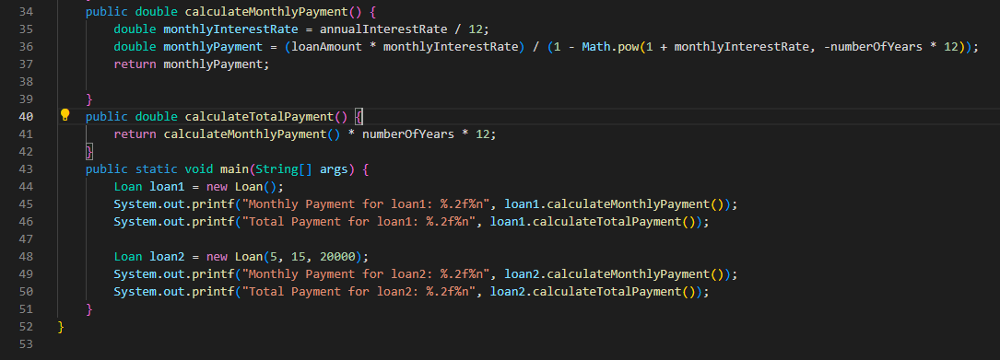 34 public double calculateMonthlyPayment() {
35 double monthlyInterestRate = annualInterestRate / 12;
36 double monthlyPayment = (loanAmount * monthlyInterestRate) / (1 - Math.pow(1 + monthlyInterestRate, -numberOfYears * 12));
37 return monthlyPayment;
38
39 }
40 public double calculateTotalPayment() {
41 return calculateMonthlyPayment() * numberOfYears * 12;
42 }
43 public static void main(String[] args) {
44 Loan loan1 = new Loan();
45 System.out.printf("Monthly Payment for loan1: %.2f%n", loan1.calculateMonthlyPayment());
46 System.out.printf("Total Payment for loan1: %.2f%n", loan1.calculateTotalPayment());
47
48 Loan loan2 = new Loan(5, 15, 20000);
49 System.out.printf("Monthly Payment for loan2: %.2f%n", loan2.calculateMonthlyPayment());
50 System.out.printf("Total Payment for loan2: %.2f%n", loan2.calculateTotalPayment());
51 }
52 }
53